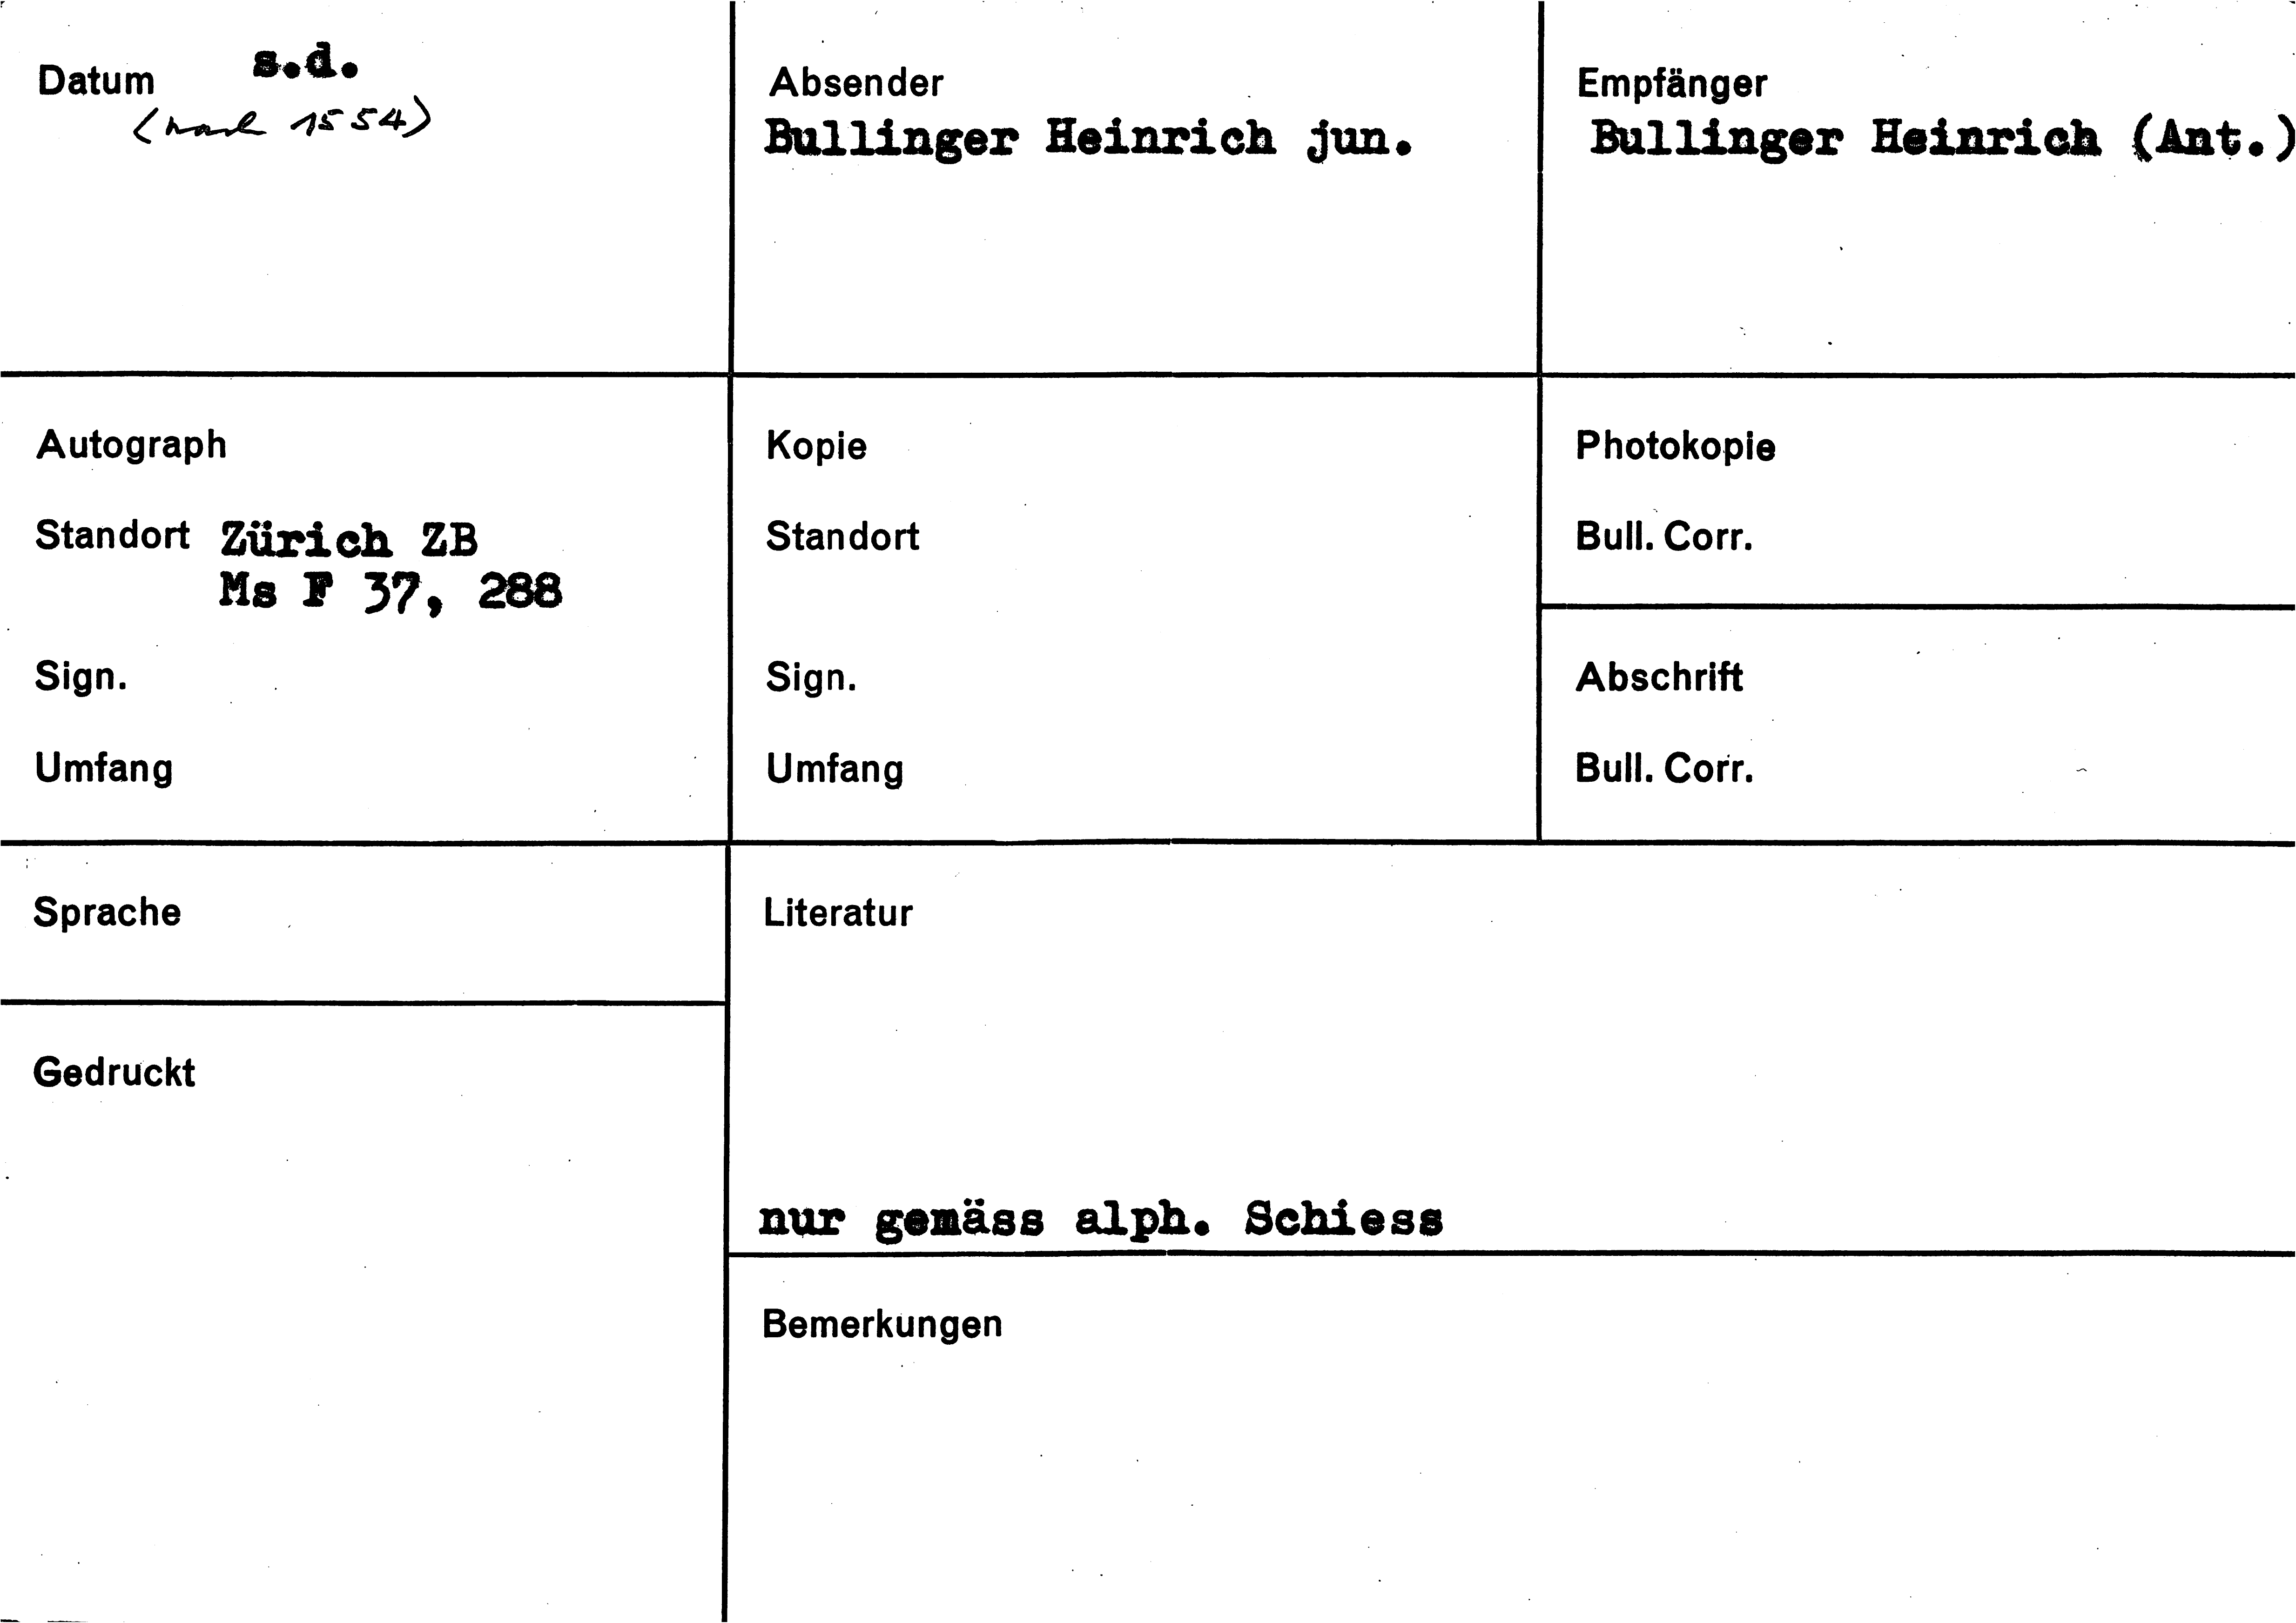 Datum s.d.
(nach 1554)
Absender
Bullinger Heinrich jun.
Empfänger
Bullinger Heinrich (Ant.)
Autograph
Standort Zürich ZB
Ms F 37, 288
Sign.
Umfang
Kopie
Standort
Sign.
Umfang
Photokopie
Bull. Corr.
Abschrift
Bull. Corr.
Sprache
Gedruckt
Literatur
nur gemäss alph. Schiess
Bemerkungen